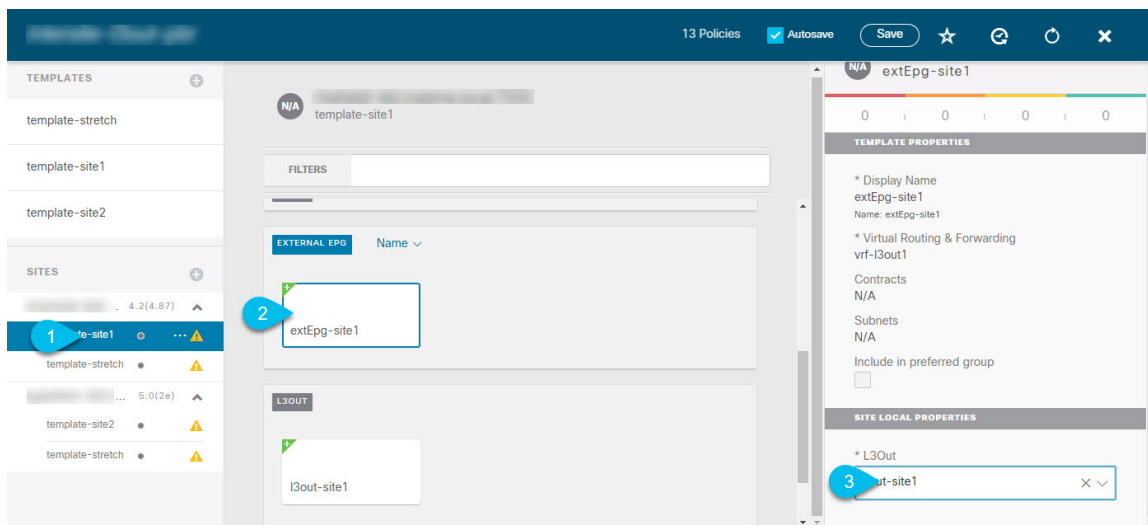 13 Policies
Autosave
Save
TEMPLATES
template-stretch
template-site1
template-site2
SITES
4.2(4.87)
1
te-site1
template-stretch
... 5.0(2e)
template-site2
template-stretch
N/A
template-site1
FILTERS
EXTERNAL EPG
Name
2
extEpg-site1
L3OUT
l3out-site1
N/A
extEpg-site1
0 0 0 0
TEMPLATE PROPERTIES
* Display Name
extEpg-site1
Name: extEpg-site1
* Virtual Routing & Forwarding
vrf-l3out1
Contracts
N/A
Subnets
N/A
Include in preferred group
SITE LOCAL PROPERTIES
* L3Out
3
ut-site1